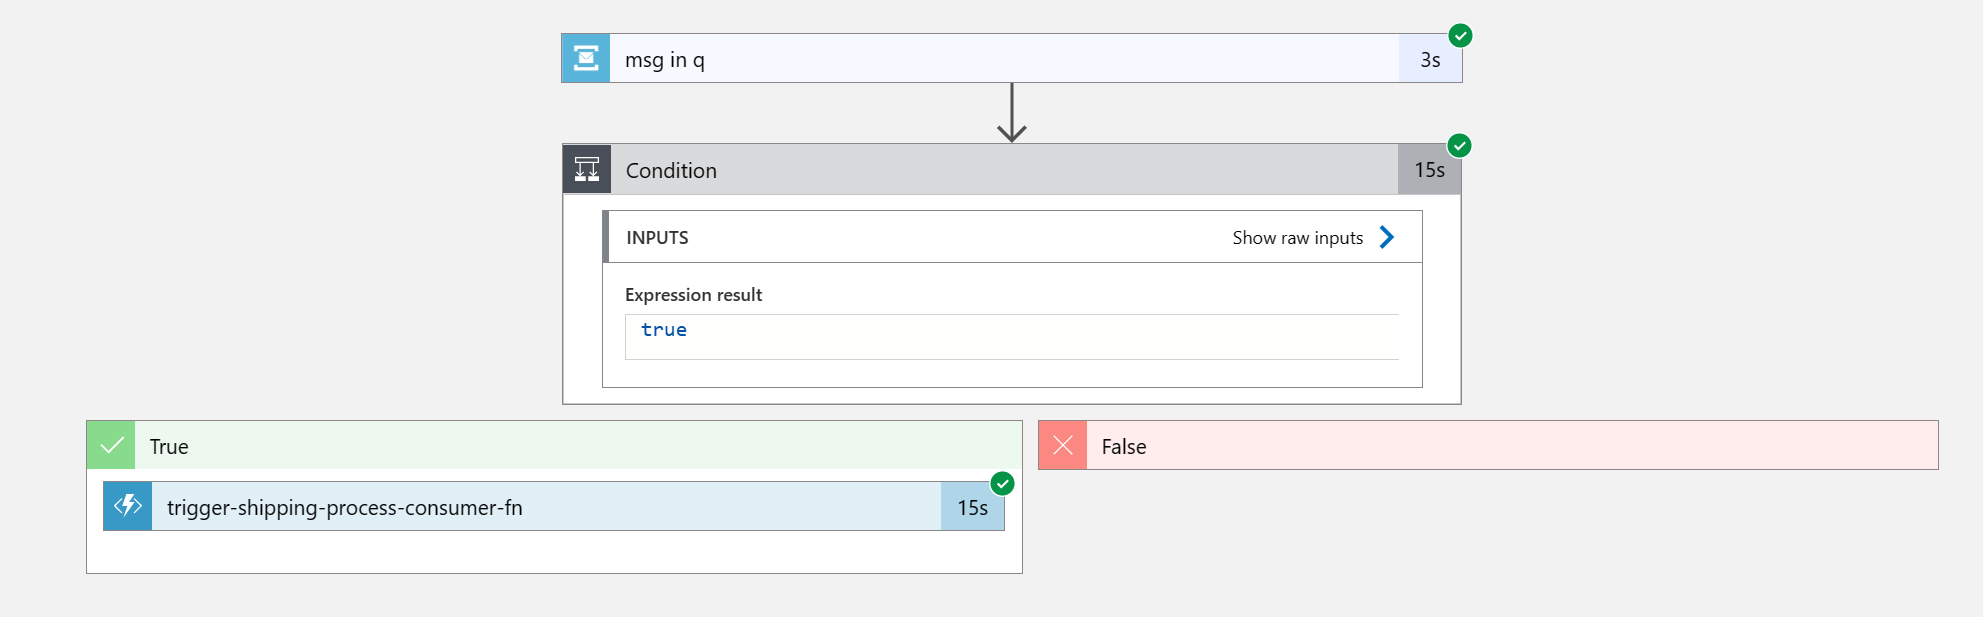 msg in q 3s
Condition 15s
INPUTS Show raw inputs
Expression result
true
True
trigger-shipping-process-consumer-fn 15s
False